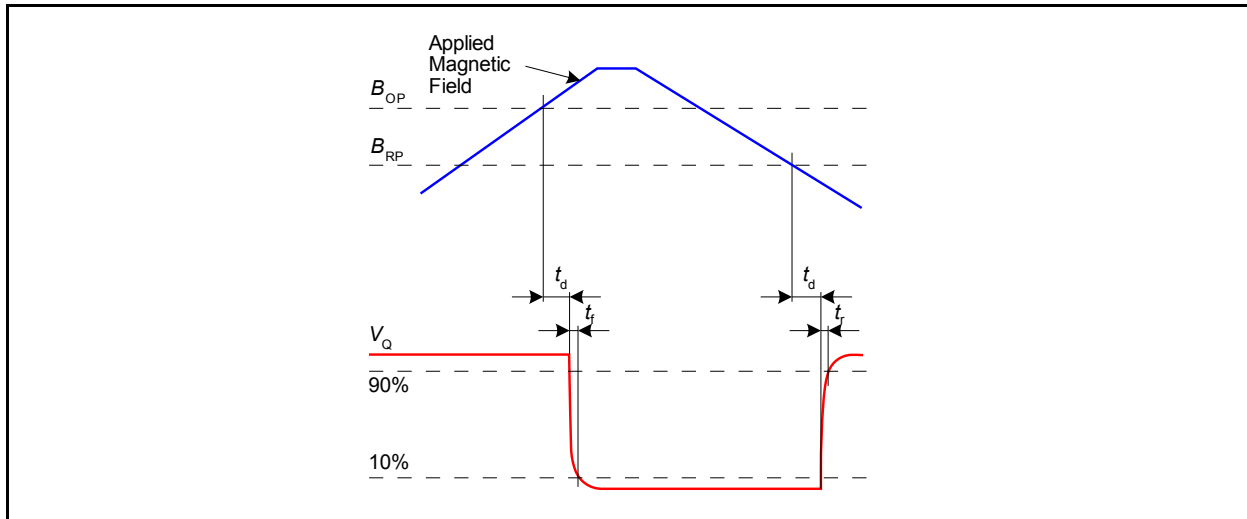 Applied
Magnetic
Field
BOP
BRP
td
td
tf
tr
VQ
90%
10%